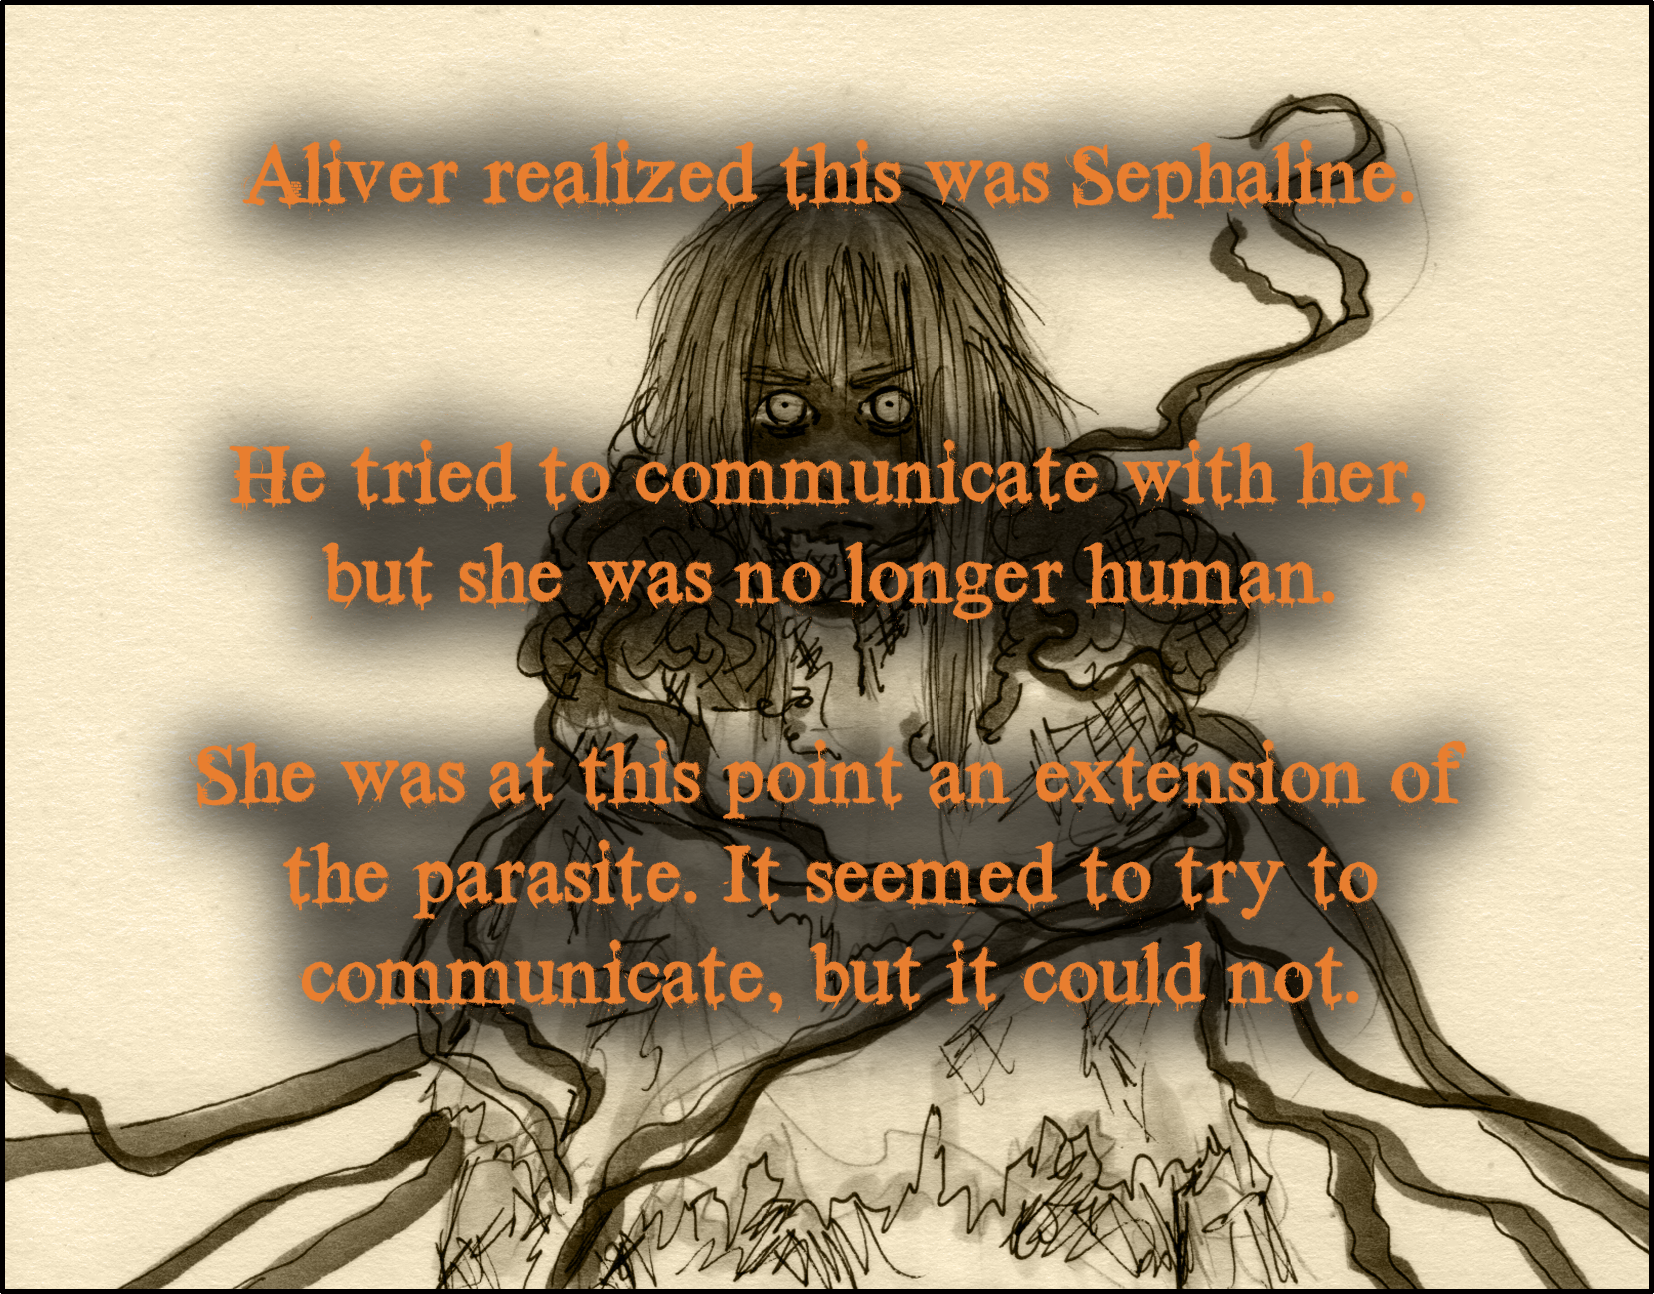 Aliver realized this was Sephaline.
He tried to communicate with her,
but she was no longer human.
She was at this point an extension of
the parasite. It seemed to try to
communicate, but it could not.